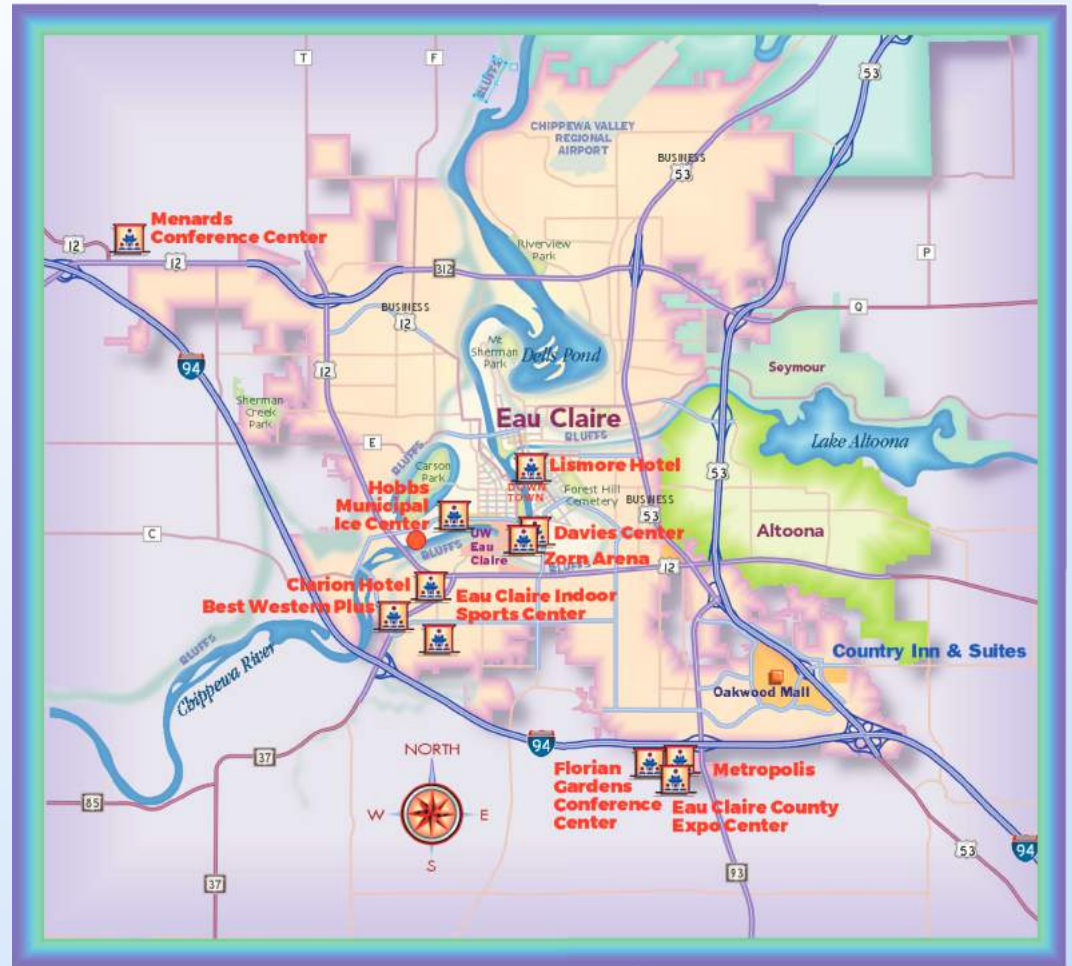 T
F
BLUFFS
53
CHIPPEWA VALLEY
REGIONAL
AIRPORT
BUSINESS
53
Menards
Conference Center
12
12
312
Riverview
Park
P
Q
BUSINESS
12
Mt
Sherman
Park
Dells Pond
94
12
Seymour
Sherman
Creek
Park
Eau Claire
BLUFFS
E
BLUFFS
Lake Altoona
Carson
Park
Lismore Hotel
53
DOWN
TOWN
Forest Hill
Cemetery
BUSINESS
53
Hobbs
Municipal
Ice Center
C
UW
Eau
Claire
BLUFFS
Davies Center
Altoona
Zorn Arena
BLUFFS
12
Clarion Hotel
Eau Claire Indoor
Sports Center
Best Western Plus
BLUFFS
Chippewa River
Country Inn & Suites
Oakwood Mall
37
NORTH
94
Florian
Gardens
Conference
Center
Metropolis
Eau Claire County
Expo Center
85
W
E
S
37
93
53
94